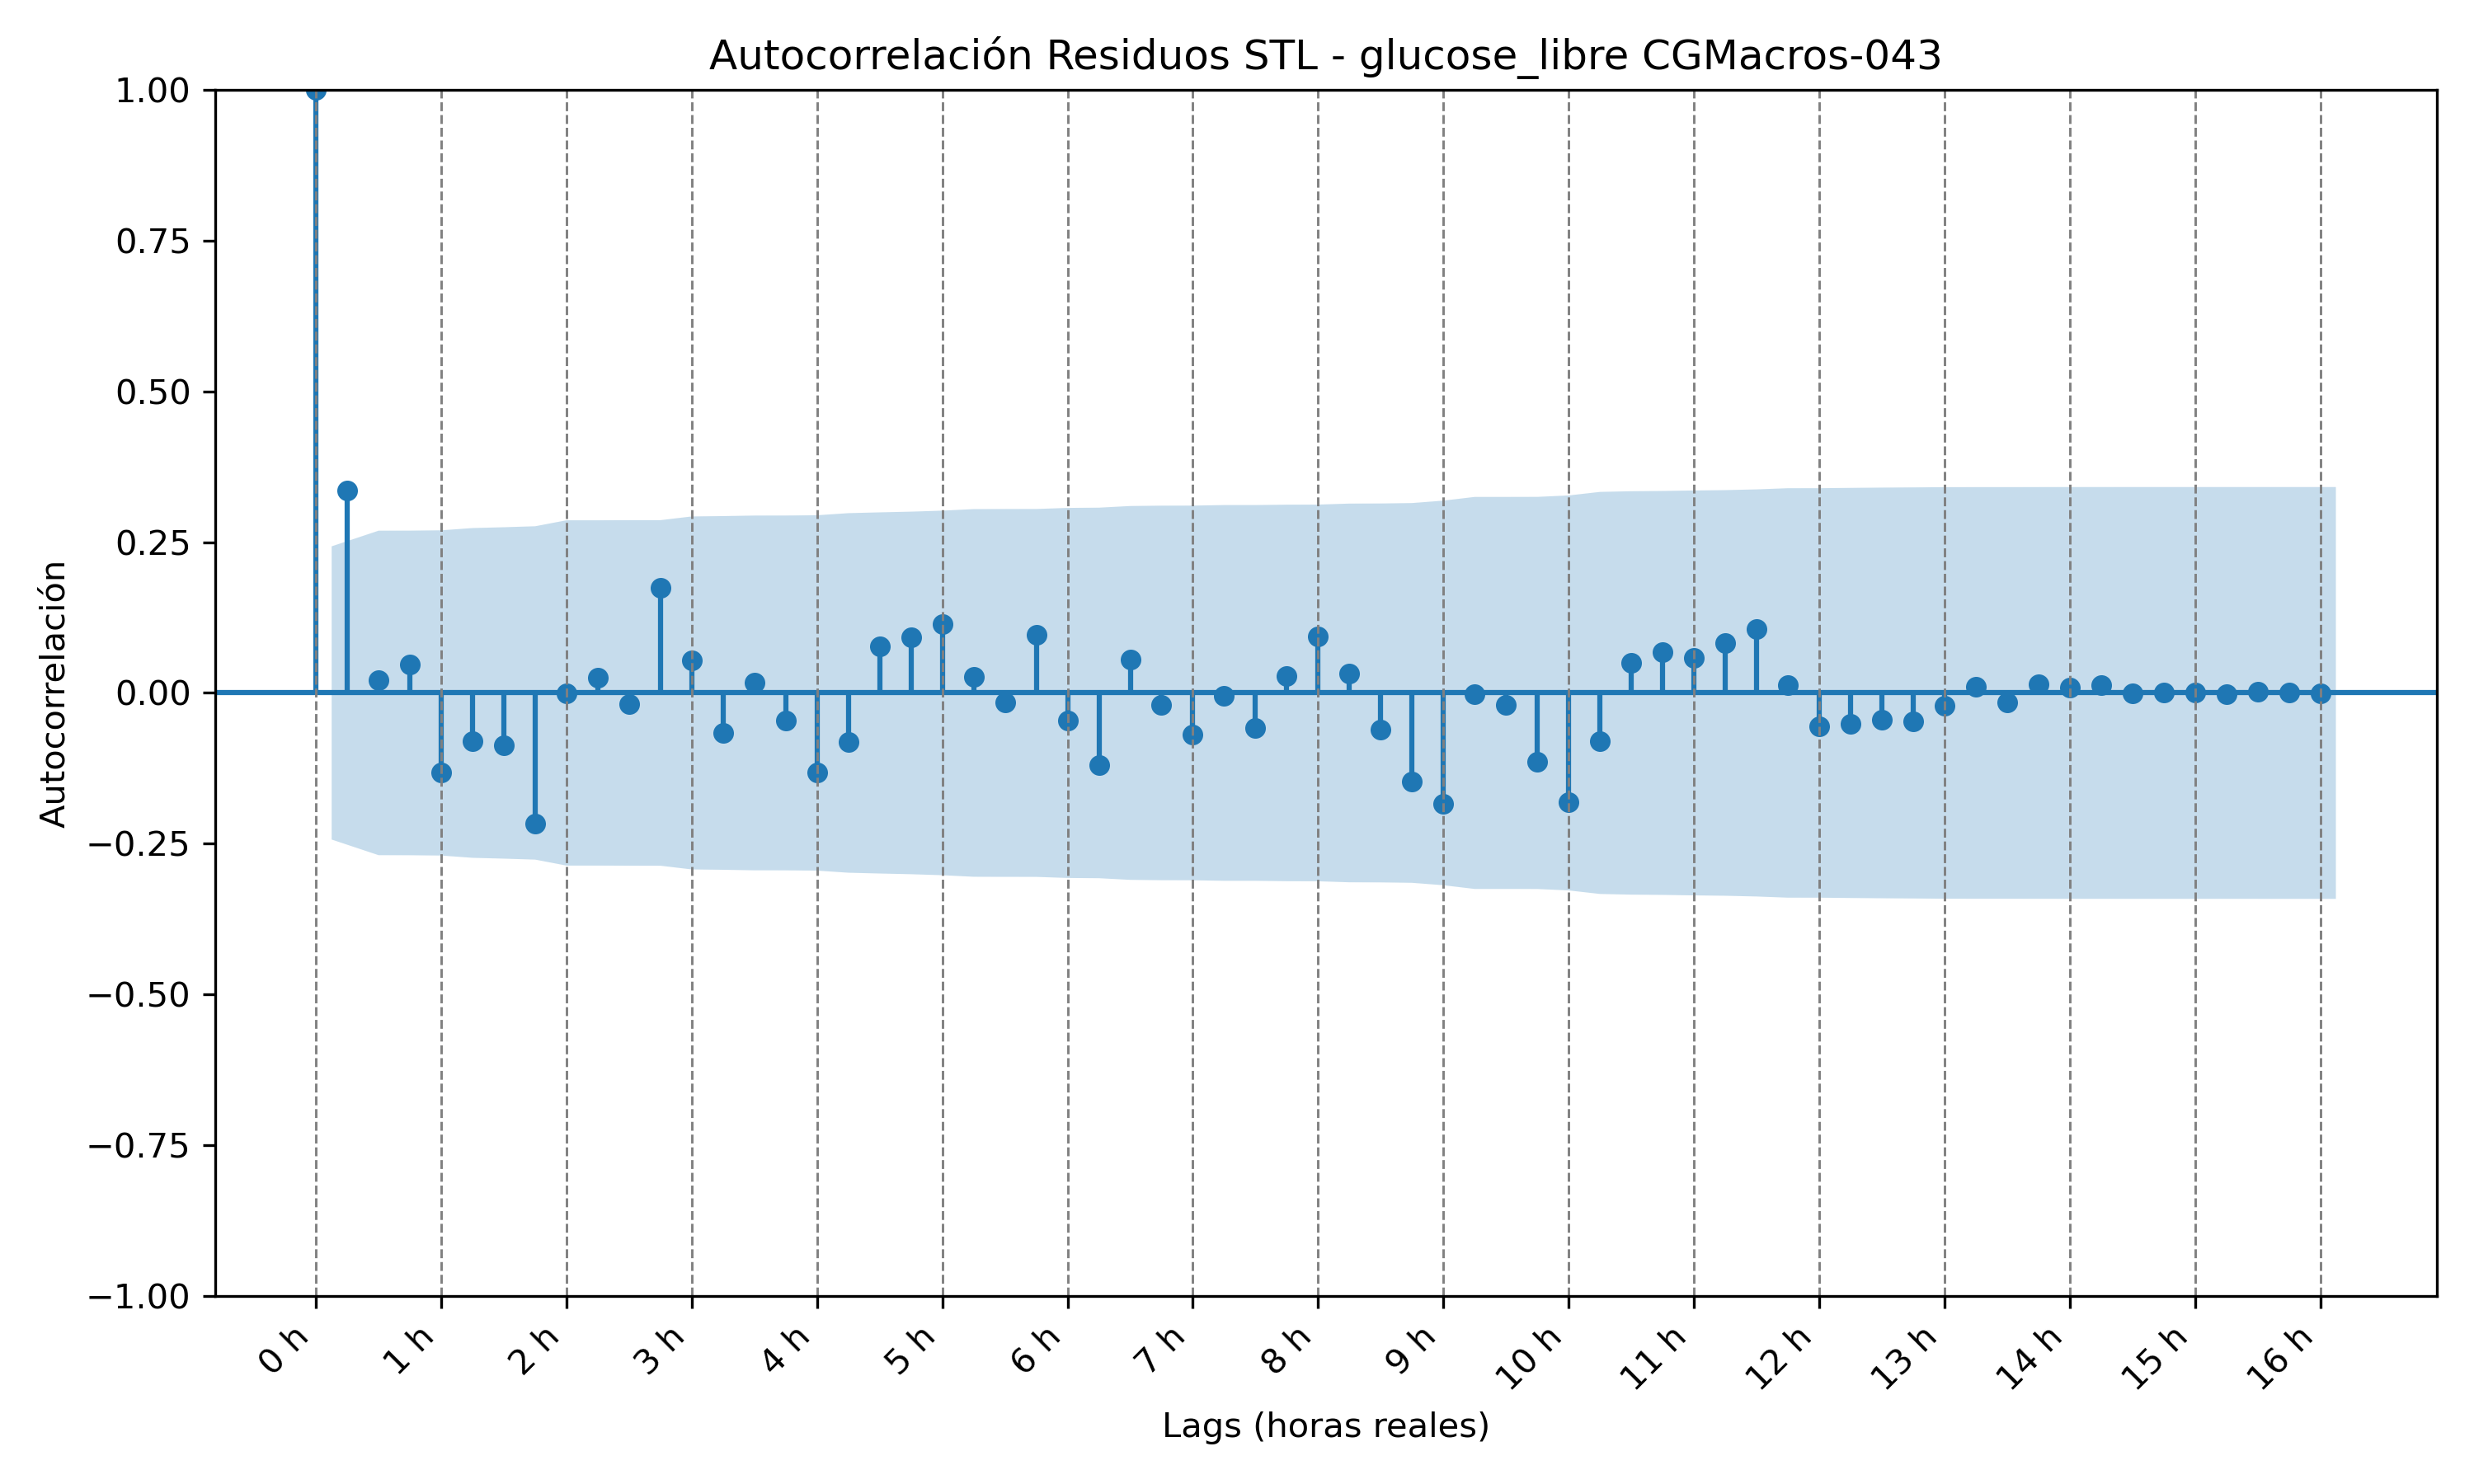 Autocorrelación Residuos STL - glucose_libre CGMacros-043
1.00
0.75
0.50
0.25
0.00
−0.25
−0.50
−0.75
−1.00
Autocorrelación
0 h
1 h
2 h
3 h
4 h
5 h
6 h
7 h
8 h
9 h
10 h
11 h
12 h
13 h
14 h
15 h
16 h
Lags (horas reales)